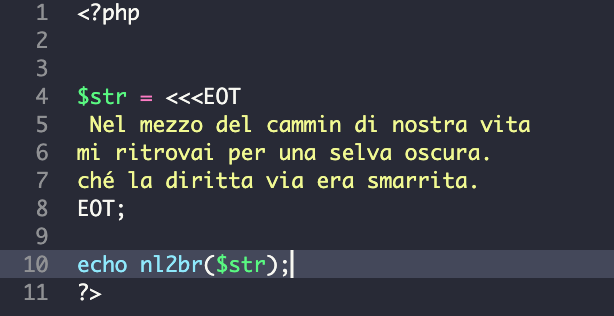 1 <?php
2
3
4 $str = <<<EOT
5  Nel mezzo del cammin di nostra vita
6 mi ritrovai per una selva oscura.
7 ché la diritta via era smarrita.
8 EOT;
9
10 echo nl2br($str);
11 ?>